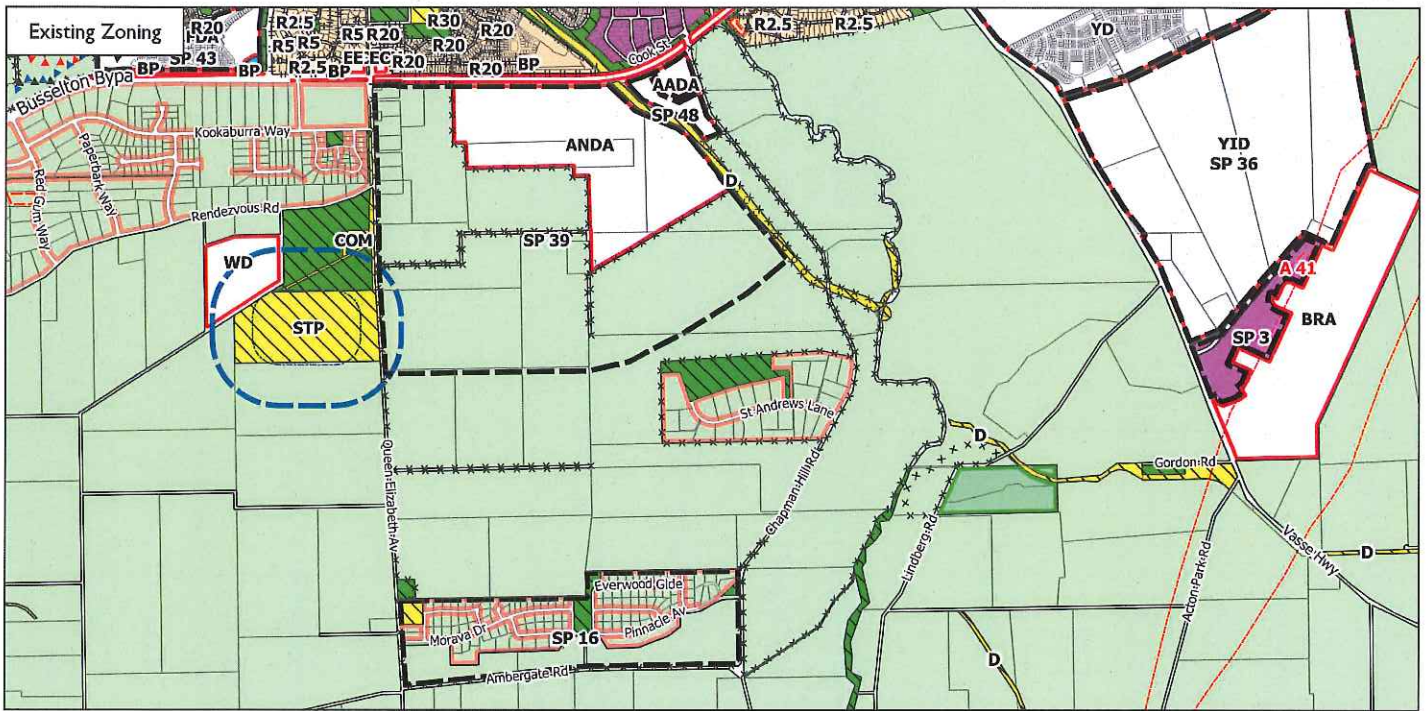 Existing Zoning
R20
SP 43
R2.5
R5
R5
R5
R20
R30
R20
R20
R20
R2.5
R2.5
YD
BP
BP
R2.5
BP
R20
R20
BP
Cook St
Busselton Bypa
AADA
SP 48
Kookaburra Way
ANDA
YID
SP 36
Paperbark Way
Red Gum Way
Rendezvous Rd
D
COM
SP 39
WD
A 41
STP
SP 3
BRA
St Andrews Lane
D
Queen Elizabeth Av
Chapman Hill Rd
Gordon Rd
Lindberg Rd
Vasse Hwy
D
Acton Park Rd
Everwood Glde
Morava Dr
SP 16
Pinnacle Av
D
Ambergate Rd